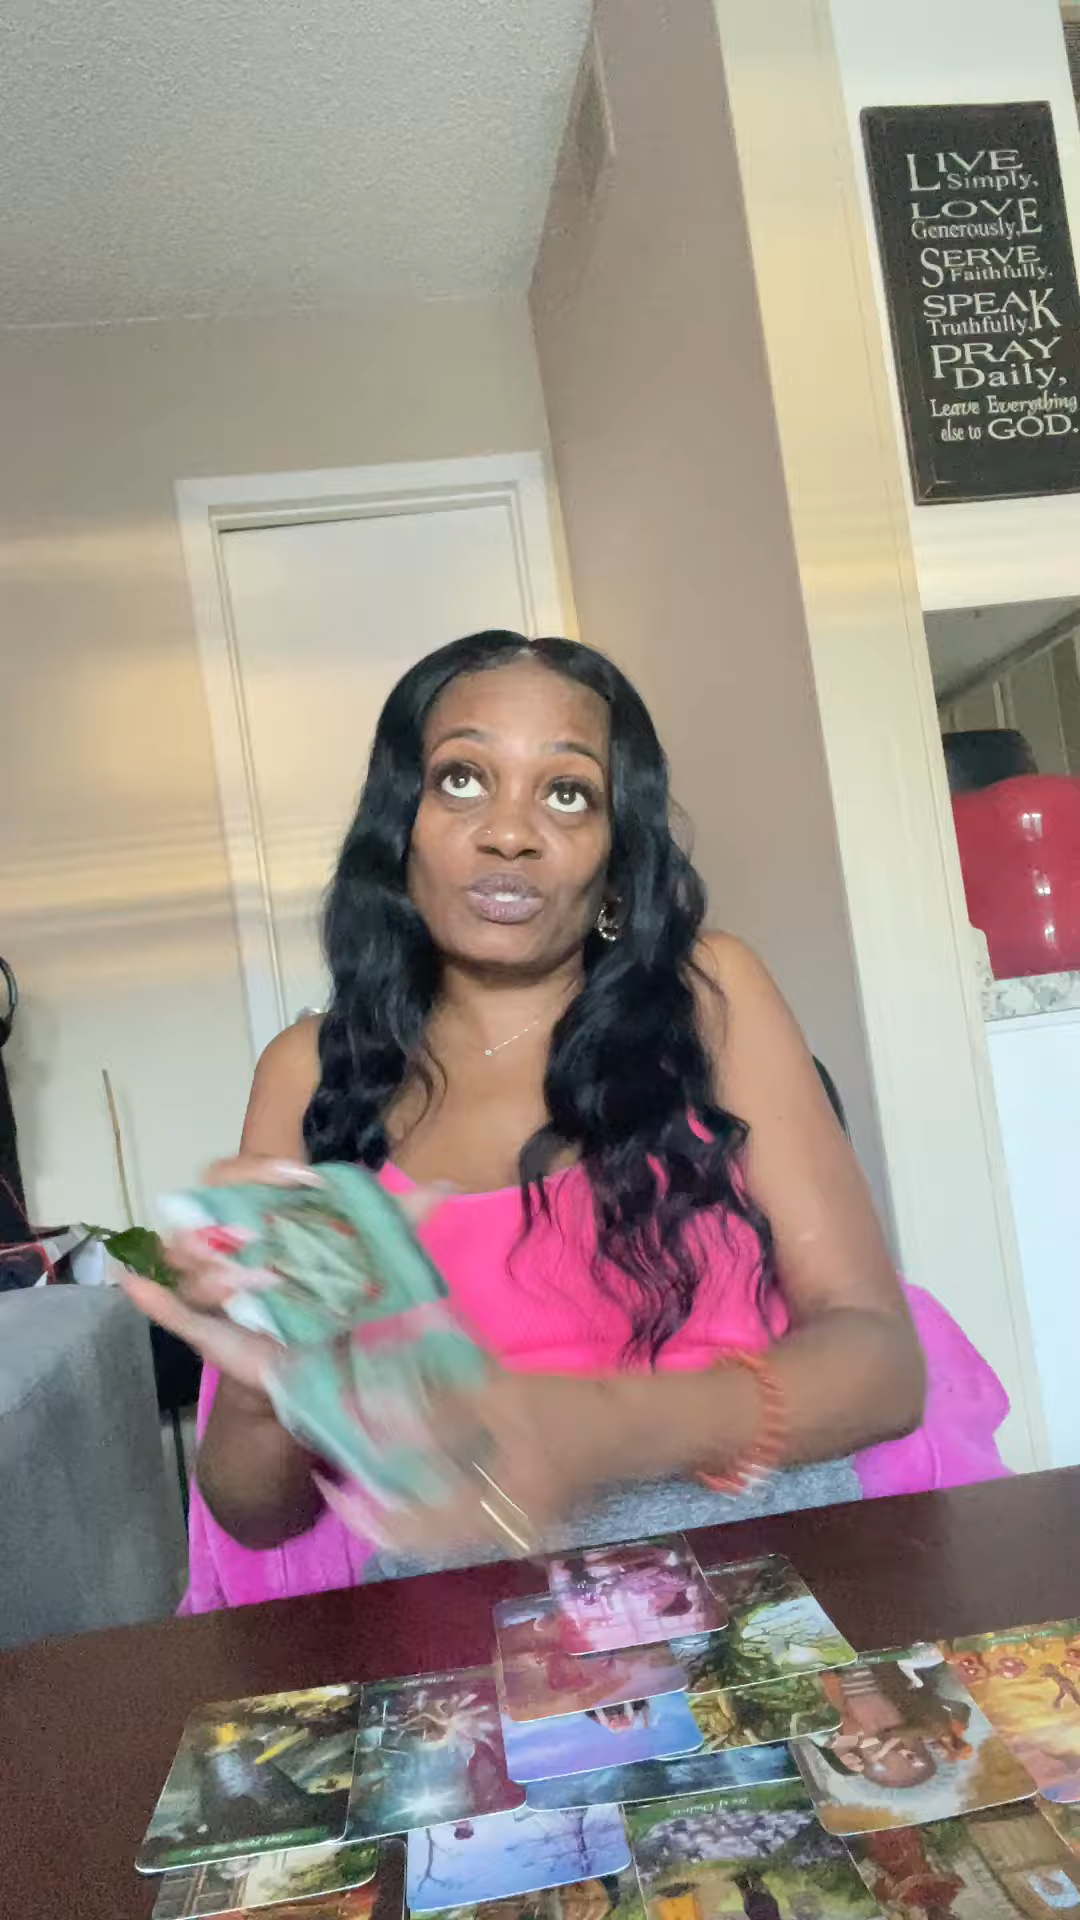 LIVE
Simply,
LOVE
Generously,
SERVE
Faithfully,
SPEAK
Truthfully,
PRAY
Daily,
Leave Everything
else to GOD.